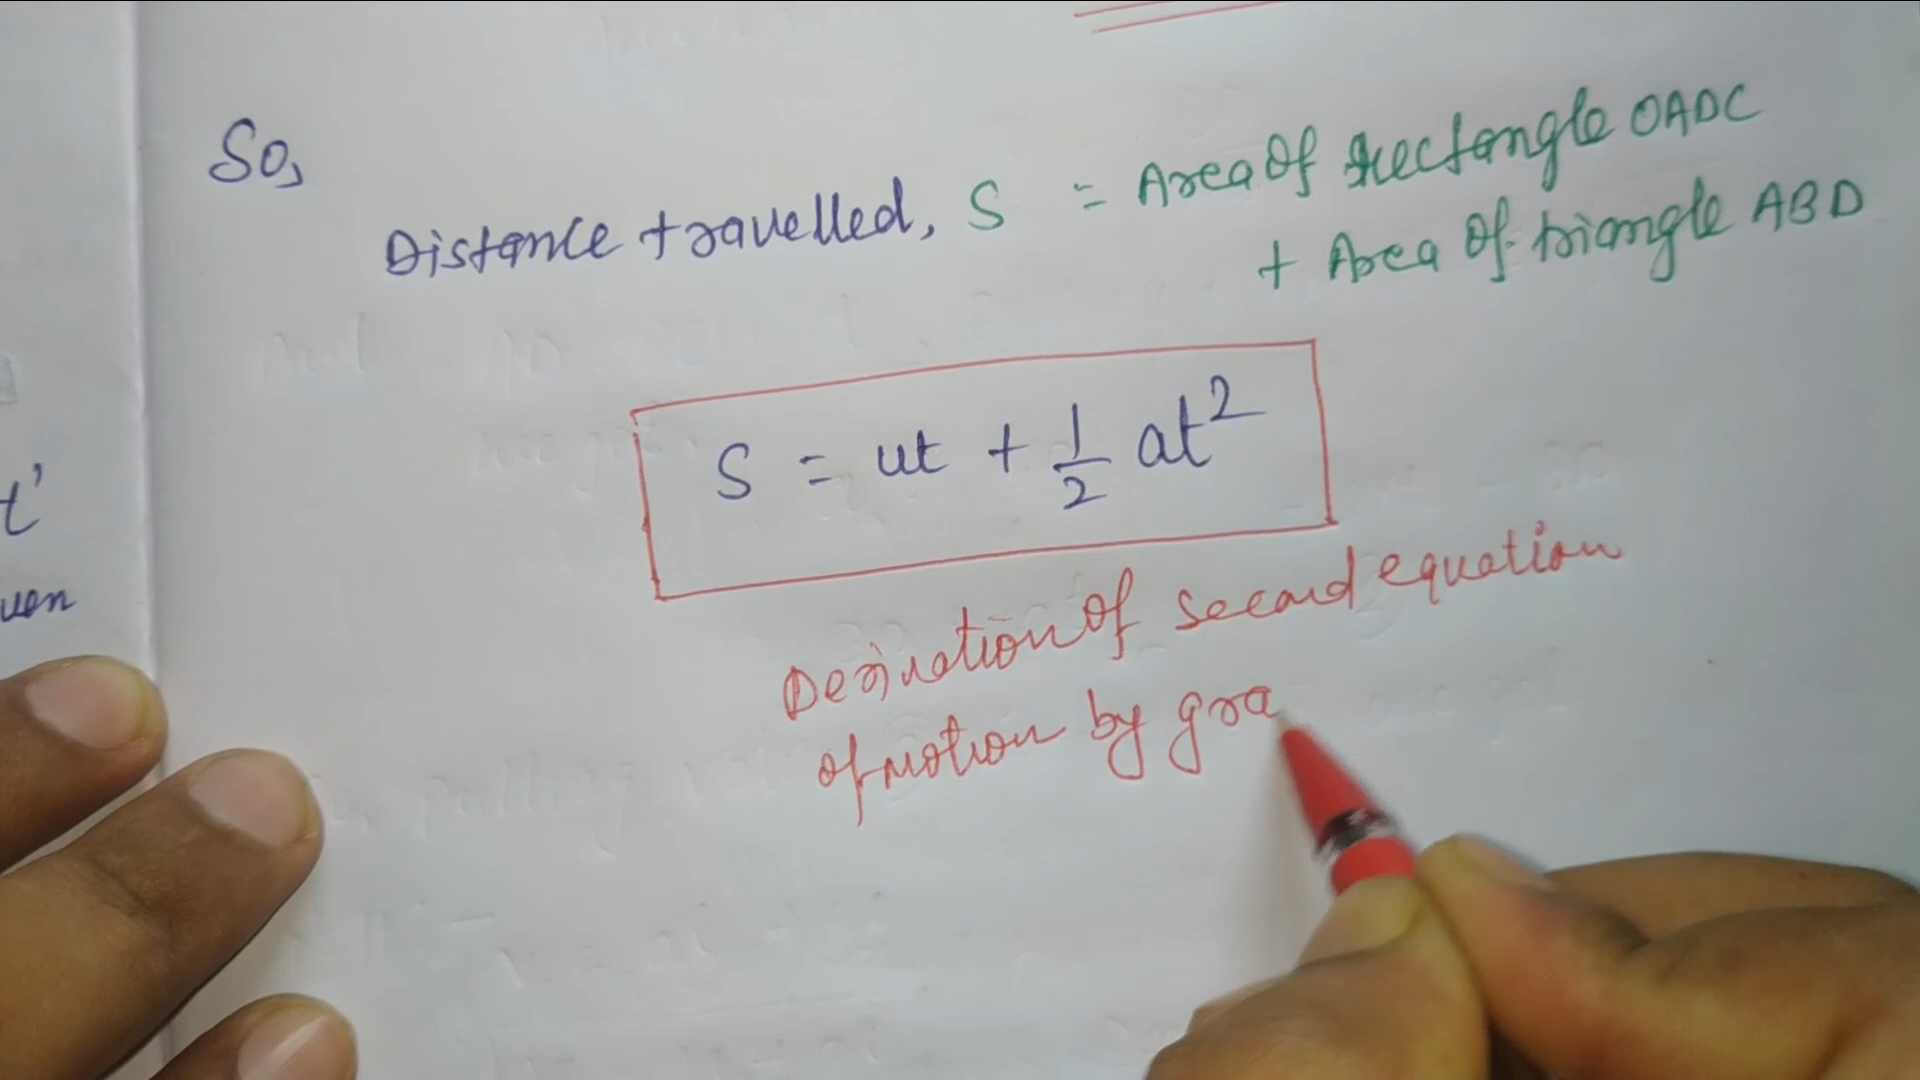 So,
Distance travelled, S = Area Of rectangle OADC
+ Area Of triangle ABD
S = ut + 1/2 at²
Derivation Of second equation
of motion by gra
t'